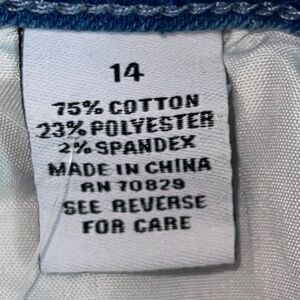 14
75% COTTON
23% POLYESTER
2% SPANDEX
MADE IN CHINA
RN 70829
SEE REVERSE
FOR CARE